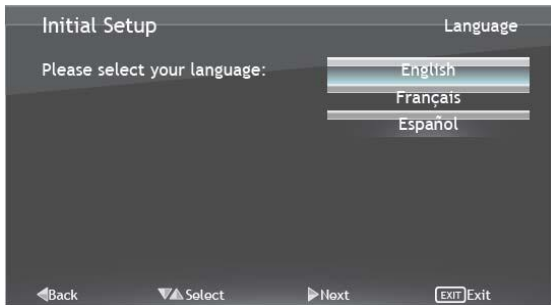 Initial Setup Language
Please select your language: English
Français
Español
Back Select Next EXIT Exit